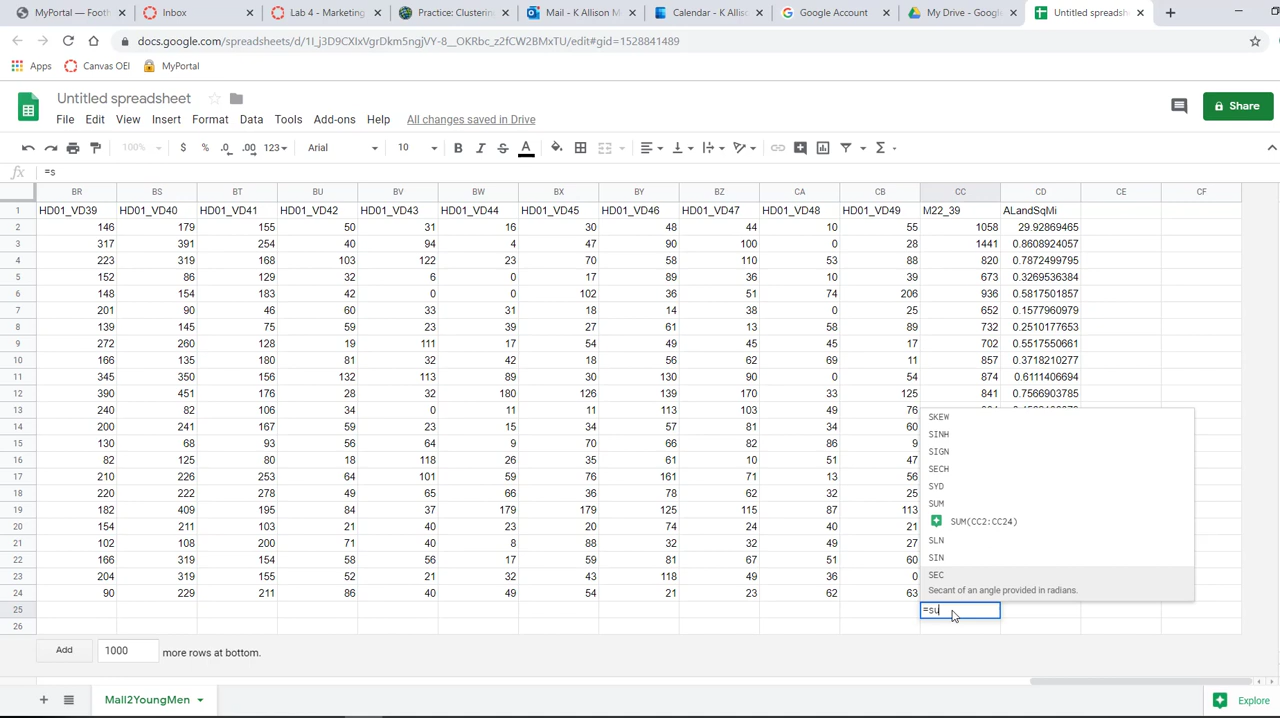 MyPortal — Footh
Inbox
Lab 4 - Marketing
Practice: Clustering
Mail - K Allison M
Calendar - K Allis
Google Account
My Drive - Googl
Untitled spreadsh
docs.google.com/spreadsheets/d/1I_j3D9CXIxVgrDkm5ngjVY-8__OKRbc_z2fCW2BMxTU/edit#gid=1528841489
Apps Canvas OEI MyPortal
Untitled spreadsheet
File Edit View Insert Format Data Tools Add-ons Help All changes saved in Drive
Share
100% $ % .0 .00 123 Arial 10 B I S A Σ
fx =s
BR BS BT BU BV BW BX BY BZ CA CB CC CD CE CF
1 HD01_VD39 HD01_VD40 HD01_VD41 HD01_VD42 HD01_VD43 HD01_VD44 HD01_VD45 HD01_VD46 HD01_VD47 HD01_VD48 HD01_VD49 M22_39 ALandSqMi
2 146 179 155 50 31 16 30 48 44 10 55 1058 29.92869465
3 317 391 254 40 94 4 47 90 100 0 28 1441 0.8608924057
4 223 319 168 103 122 23 70 58 110 53 88 820 0.7872499795
5 152 86 129 32 6 0 17 89 36 10 39 673 0.3269536384
6 148 154 183 42 0 0 102 36 51 74 206 936 0.5817501857
7 201 90 46 60 33 31 18 14 38 0 25 652 0.1577960979
8 139 145 75 59 23 39 27 61 13 58 89 732 0.2510177653
9 272 260 128 19 111 17 54 49 45 45 17 702 0.5517550661
10 166 135 180 81 32 42 18 56 62 69 11 857 0.3718210277
11 345 350 156 132 113 89 30 130 90 0 54 874 0.6111406694
12 390 451 176 28 32 180 126 139 170 33 125 841 0.7566903785
13 240 82 106 34 0 11 11 113 103 49 76
14 200 241 167 59 23 15 34 57 81 34 60
15 130 68 93 56 64 9 70 66 82 86 9
16 82 125 80 18 118 26 35 61 10 51 47
17 210 226 253 64 101 59 76 161 71 13 56
18 220 222 278 49 65 66 36 78 62 32 25
19 182 409 195 84 37 179 179 125 115 87 113
20 154 211 103 21 40 23 20 74 24 40 21
21 102 108 200 71 40 8 88 32 32 49 27
22 166 319 154 58 56 17 59 81 67 51 60
23 204 319 155 52 21 32 43 118 49 36 0
24 90 229 211 86 40 49 54 21 23 62 63
25
26
SKEW
SINH
SIGN
SECH
SYD
SUM
SUM(CC2:CC24)
SLN
SIN
SEC
Secant of an angle provided in radians.
=su
Add 1000 more rows at bottom.
Mall2YoungMen
Explore